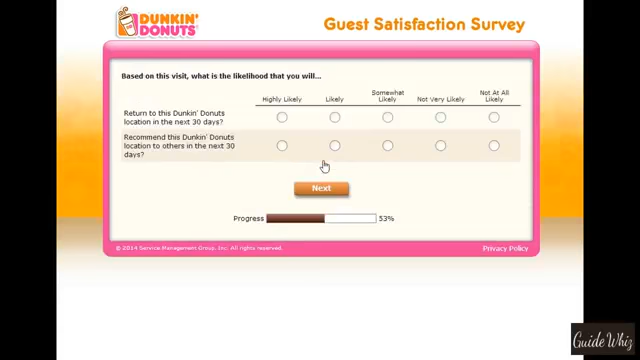 DUNKIN'
DONUTS
Guest Satisfaction Survey
Based on this visit, what is the likelihood that you will...
Highly Likely Likely Somewhat Likely Not Very Likely Not At All Likely
Return to this Dunkin' Donuts
location in the next 30 days?
Recommend this Dunkin' Donuts
location to others in the next 30
days?
Next
Progress 53%
© 2014 Service Management Group, Inc. All rights reserved.
Privacy Policy
Guide Whiz